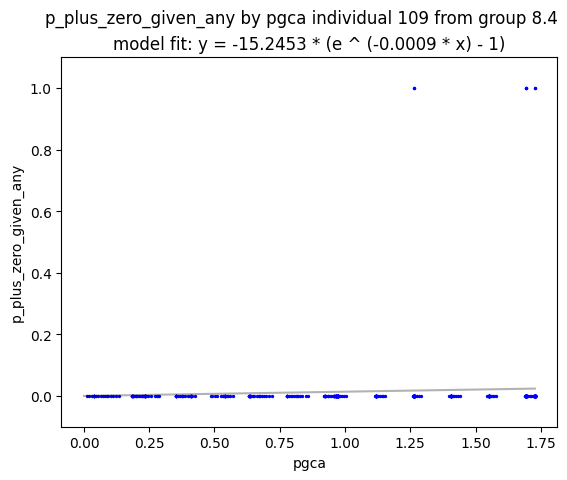 p_plus_zero_given_any by pgca individual 109 from group 8.4
model fit: y = -15.2453 * (e ^ (-0.0009 * x) - 1)
p_plus_zero_given_any
1.0
0.8
0.6
0.4
0.2
0.0
0.00 0.25 0.50 0.75 1.00 1.25 1.50 1.75
pgca